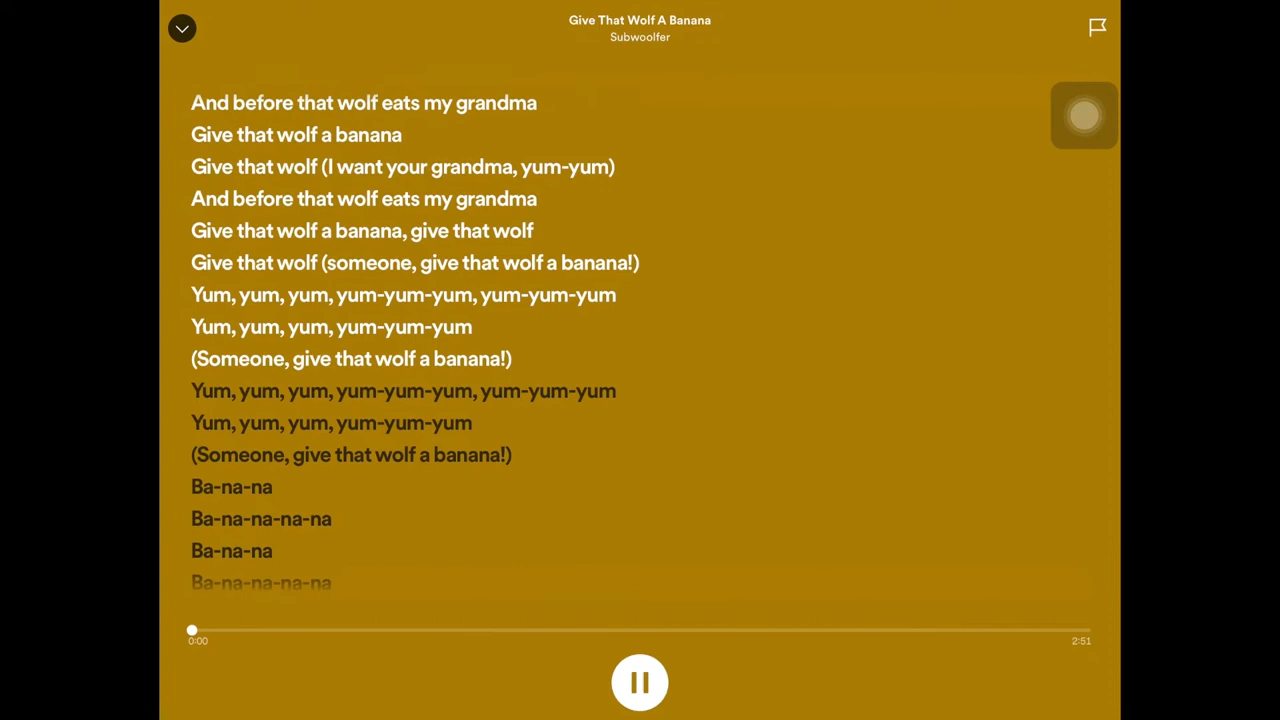 Give That Wolf A Banana
Subwoolfer
And before that wolf eats my grandma
Give that wolf a banana
Give that wolf (I want your grandma, yum-yum)
And before that wolf eats my grandma
Give that wolf a banana, give that wolf
Give that wolf (someone, give that wolf a banana!)
Yum, yum, yum, yum-yum-yum, yum-yum-yum
Yum, yum, yum, yum-yum-yum
(Someone, give that wolf a banana!)
Yum, yum, yum, yum-yum-yum, yum-yum-yum
Yum, yum, yum, yum-yum-yum
(Someone, give that wolf a banana!)
Ba-na-na
Ba-na-na-na-na
Ba-na-na
Ba-na-na-na-na
0:00
2:51